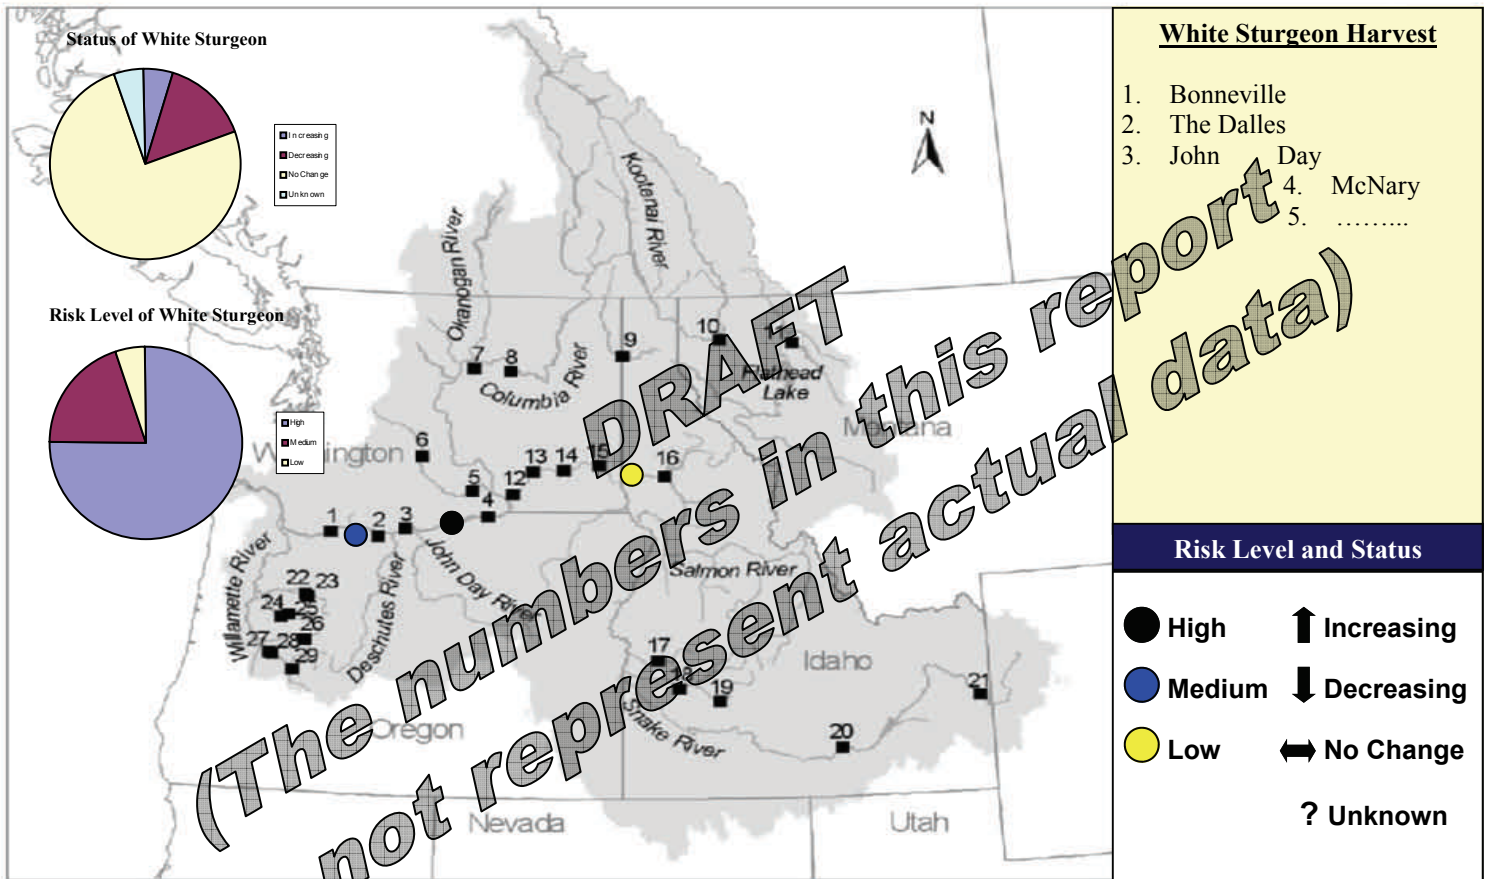 Status of White Sturgeon
Increasing
Decreasing
No Change
Unknown
Risk Level of White Sturgeon
High
Medium
Low
N
Kootenai River
Okanogan River
Columbia River
Flathead
Lake
Washington
Montana
7
8
9
10
11
6
5
4
12
13
14
15
16
1
2
3
Willamette River
Deschutes River
John Day River
Salmon River
22
23
24
25
26
27
28
29
17
18
19
20
21
Snake River
Idaho
Oregon
Nevada
Utah
DRAFT
(The numbers in this report
not represent actual data)
White Sturgeon Harvest
1. Bonneville
2. The Dalles
3. John Day
4. McNary
5. ……...
Risk Level and Status
High Increasing
Medium Decreasing
Low No Change
? Unknown